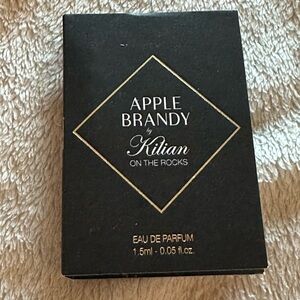 APPLE
BRANDY
by
Kilian
ON THE ROCKS
EAU DE PARFUM
1.5ml - 0.05 fl.oz.